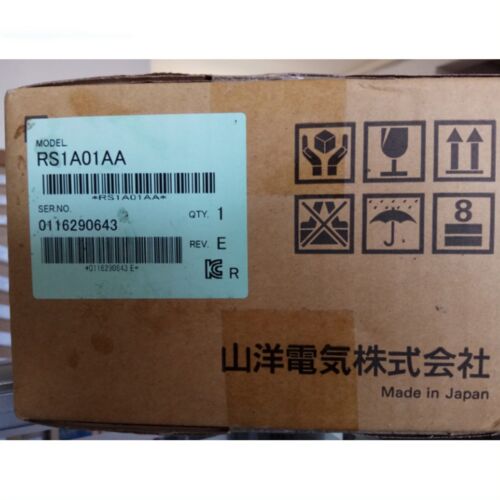 MODEL
RS1A01AA
*RS1A01AA*
SER.NO.
QTY. 1
0116290643
REV. E
*0116290643 E*
R
8
山洋電気株式会社
Made in Japan